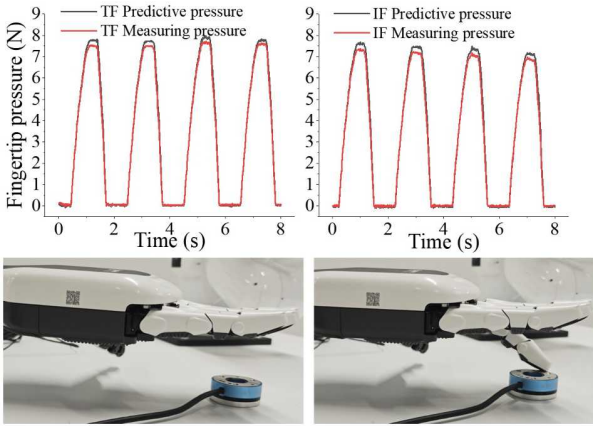 TF Predictive pressure
TF Measuring pressure
Fingertip pressure (N)
9
8
7
6
5
4
3
2
1
0
0 2 4 6 8
Time (s)
IF Predictive pressure
IF Measuring pressure
9
8
7
6
5
4
3
2
1
0
0 2 4 6 8
Time (s)